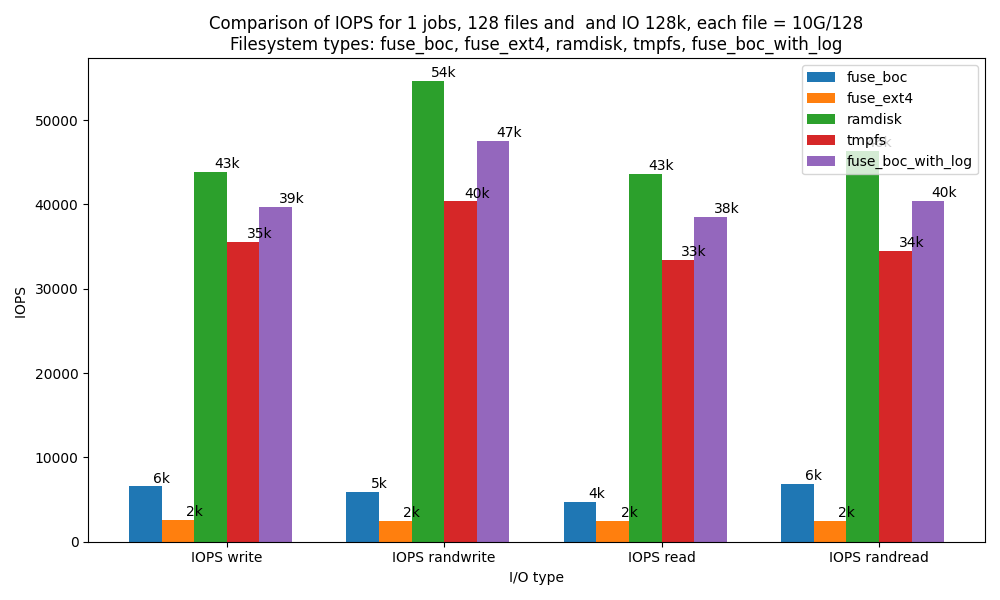 Comparison of IOPS for 1 jobs, 128 files and  and IO 128k, each file = 10G/128
Filesystem types: fuse_boc, fuse_ext4, ramdisk, tmpfs, fuse_boc_with_log
fuse_boc
fuse_ext4
ramdisk
tmpfs
fuse_boc_with_log
IOPS
50000
40000
30000
20000
10000
0
6k
2k
43k
35k
39k
5k
2k
54k
40k
47k
4k
2k
43k
33k
38k
6k
2k
34k
40k
IOPS write
IOPS randwrite
IOPS read
IOPS randread
I/O type